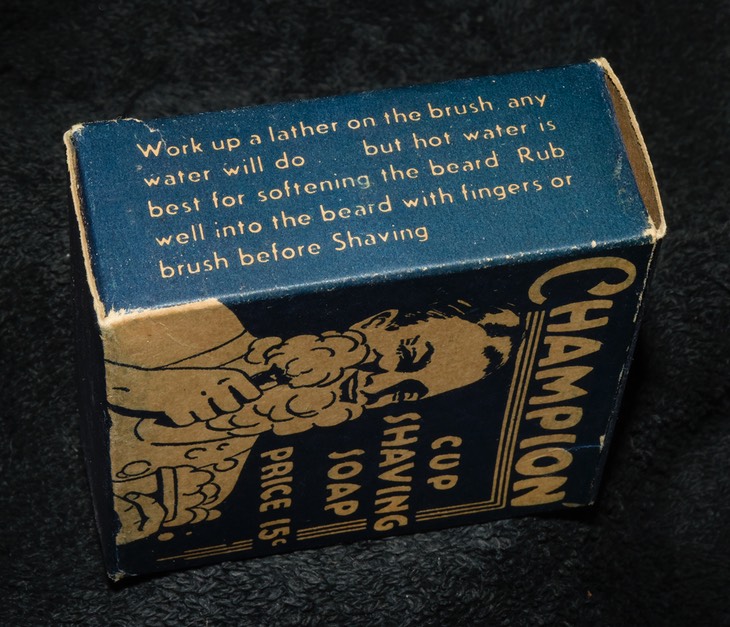 Work up a lather on the brush any
water will do but hot water is
best for softening the beard Rub
well into the beard with fingers or
brush before Shaving
CHAMPION
CUP
SHAVING
SOAP
PRICE 15c